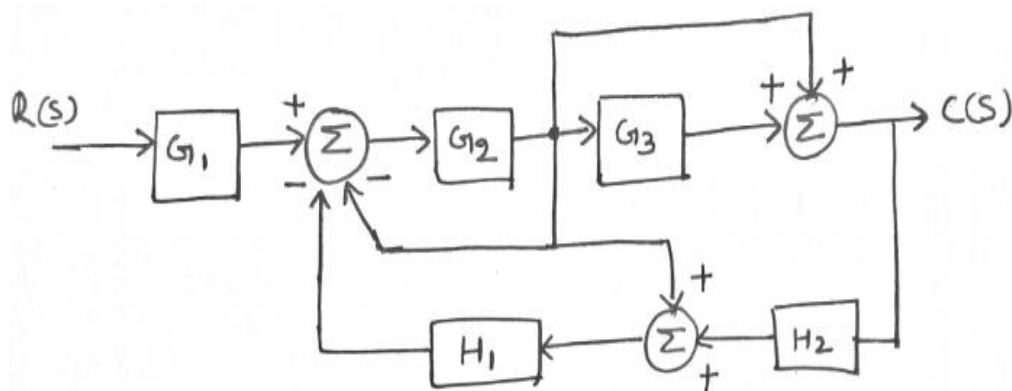 R(S)
G1
+
Σ
-
-
G2
G3
+
+
Σ
C(S)
H1
+
Σ
+
H2